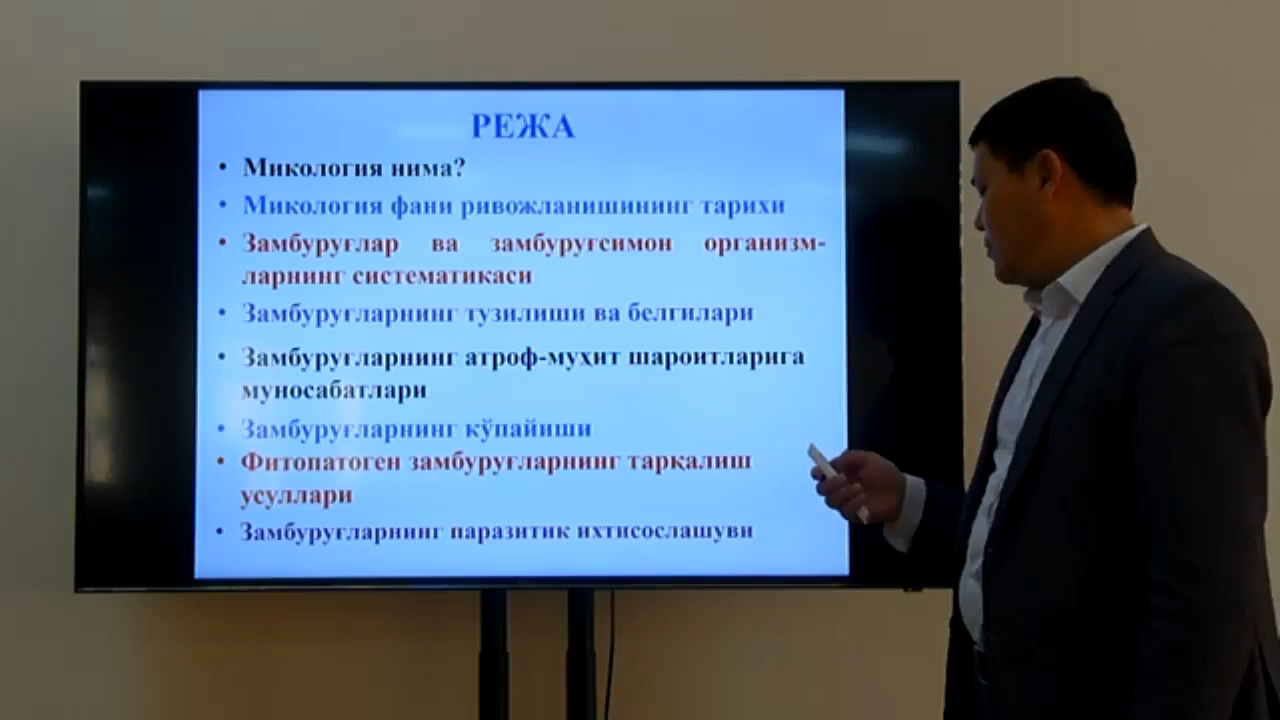 РЕЖА
• Микология нима?
• Микология фани ривожланишининг тарихи
• Замбуруғлар ва замбуруғсимон организм-
ларнинг систематикаси
• Замбуруғларнинг тузилиши ва белгилари
• Замбуруғларнинг атроф-муҳит шароитларига
муносабатлари
• Замбуруғларнинг кўпайиши
• Фитопатоген замбуруғларнинг тарқалиш
усуллари
• Замбуруғларнинг паразитик ихтисослашуви